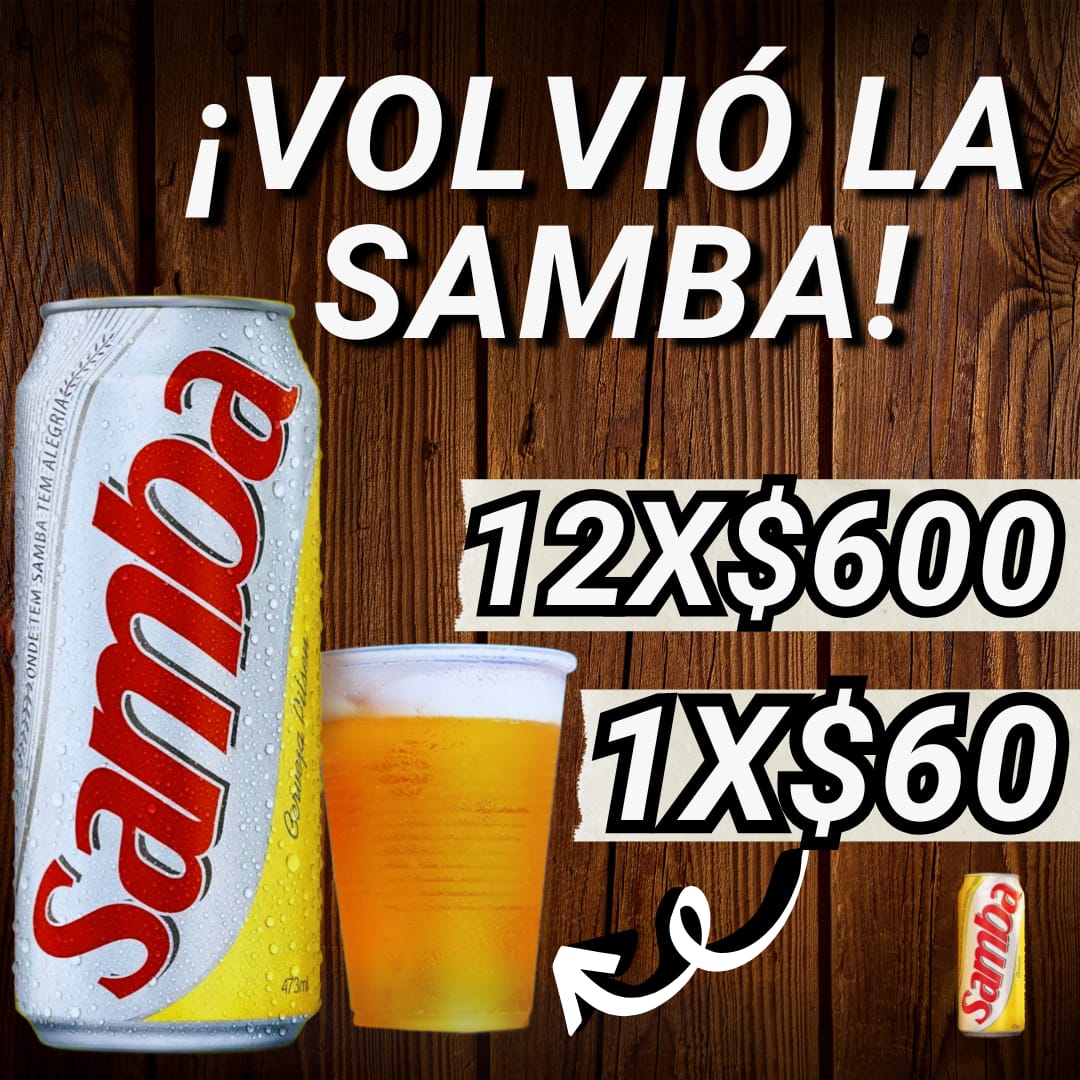 ¡VOLVIÓ LA
SAMBA!
ONDE TEM SAMBA TEM ALEGRIA
Samba
Cerveja Pilsen
473ml
12X$600
1X$60
Samba